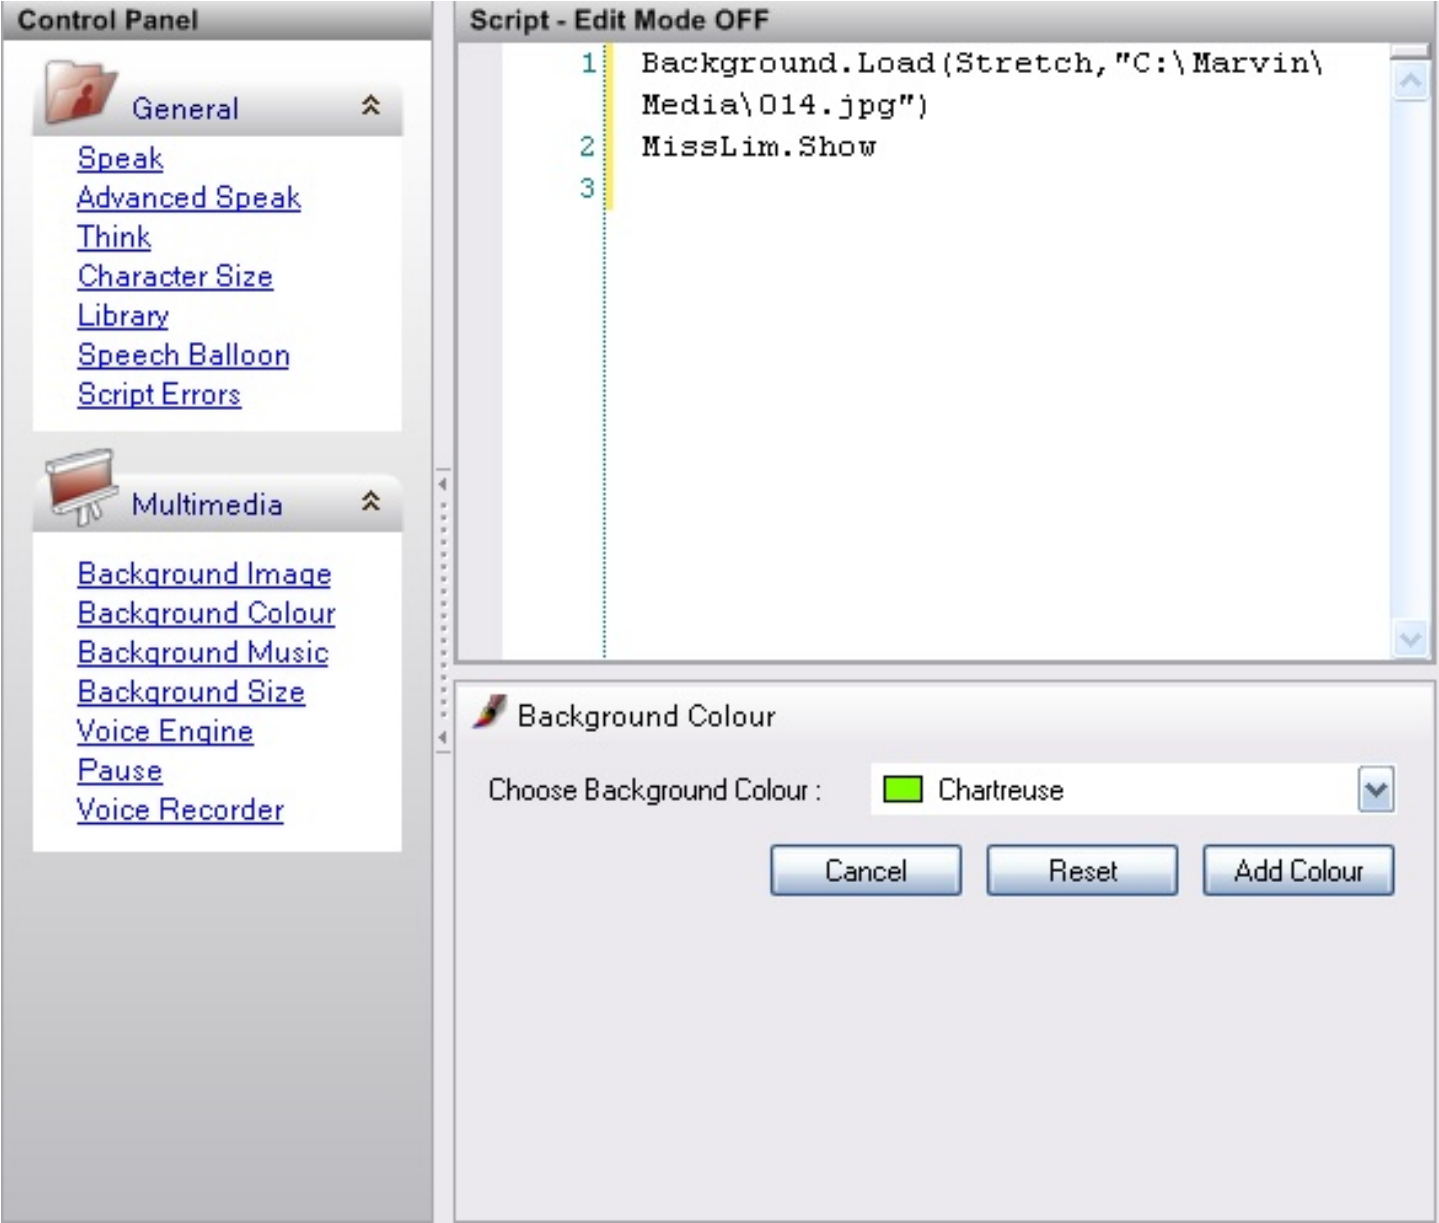 Control Panel
General
Speak
Advanced Speak
Think
Character Size
Library
Speech Balloon
Script Errors
Multimedia
Background Image
Background Colour
Background Music
Background Size
Voice Engine
Pause
Voice Recorder
Script - Edit Mode OFF
1 Background.Load(Stretch,"C:\Marvin\
Media\014.jpg")
2 MissLim.Show
3
Background Colour
Choose Background Colour : Chartreuse
Cancel Reset Add Colour